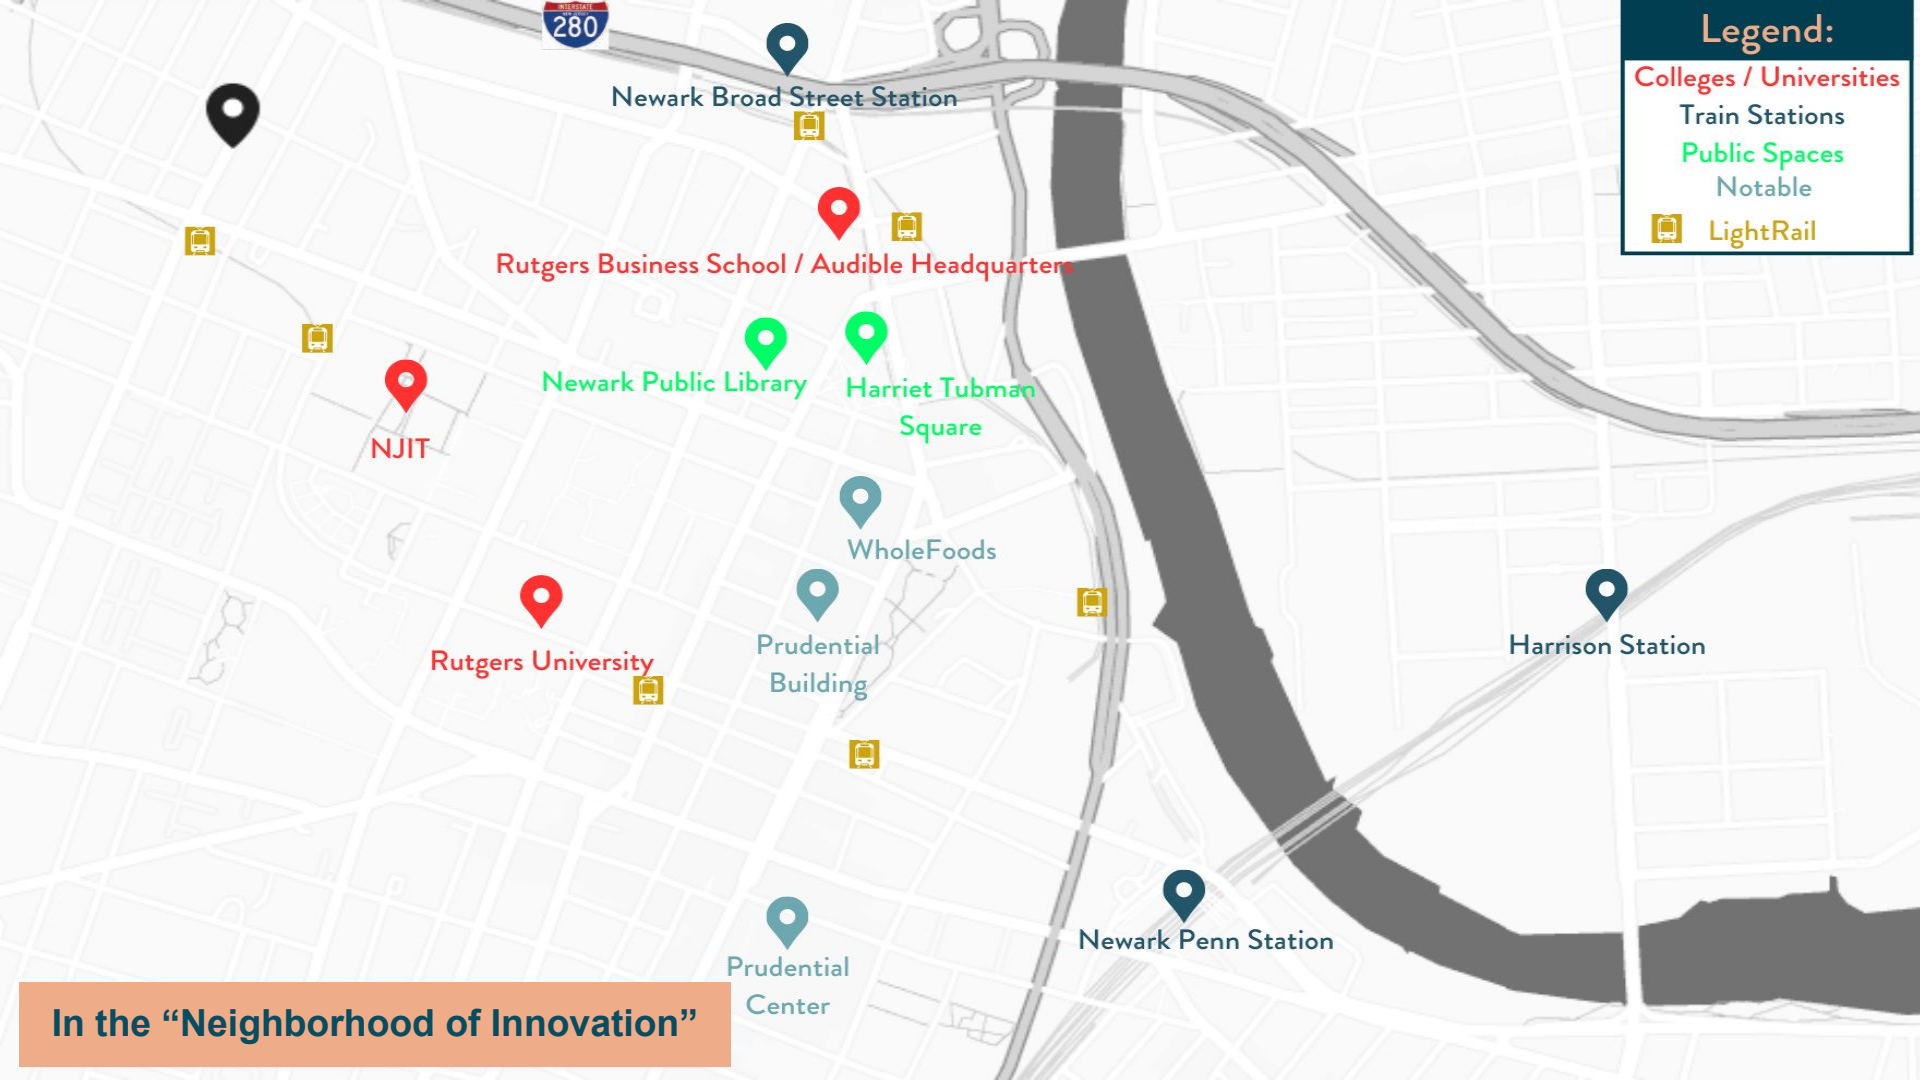 INTERSTATE
NEW JERSEY
280
Newark Broad Street Station
Legend:
Colleges / Universities
Train Stations
Public Spaces
Notable
LightRail
Rutgers Business School / Audible Headquarters
Newark Public Library
Harriet Tubman
Square
NJIT
WholeFoods
Rutgers University
Prudential
Building
Harrison Station
Newark Penn Station
Prudential
Center
In the “Neighborhood of Innovation”